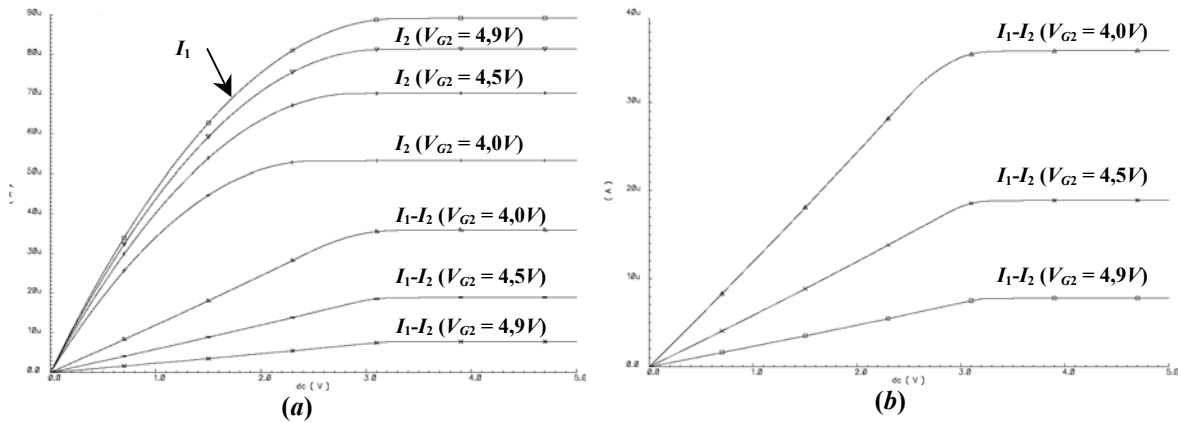 90u
80u
70u
60u
50u
40u
30u
20u
10u
0.0
0.0
1.0
2.0
3.0
4.0
5.0
dc ( V )
I1
I2 (VG2 = 4,9V)
I2 (VG2 = 4,5V)
I2 (VG2 = 4,0V)
I1-I2 (VG2 = 4,0V)
I1-I2 (VG2 = 4,5V)
I1-I2 (VG2 = 4,9V)
(a)
40u
30u
20u
10u
0.0
( A )
0.0
1.0
2.0
3.0
4.0
5.0
dc ( V )
I1-I2 (VG2 = 4,0V)
I1-I2 (VG2 = 4,5V)
I1-I2 (VG2 = 4,9V)
(b)